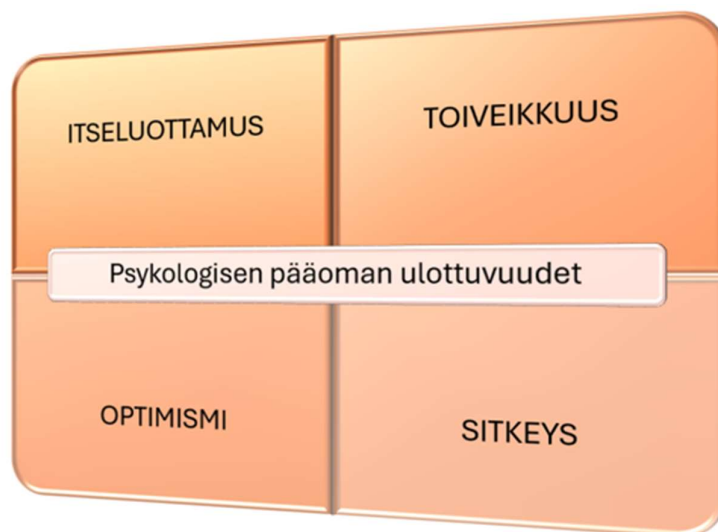 ITSELUOTTAMUS
TOIVEIKKUUS
Psykologisen pääoman ulottuvuudet
OPTIMISMI
SITKEYS